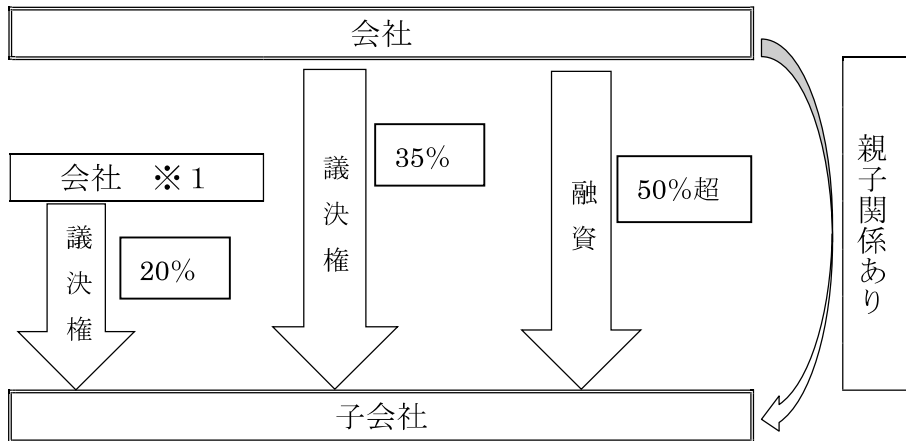 会社
会社 ※1
議決権
20%
議決権
35%
融資
50%超
親子関係あり
子会社